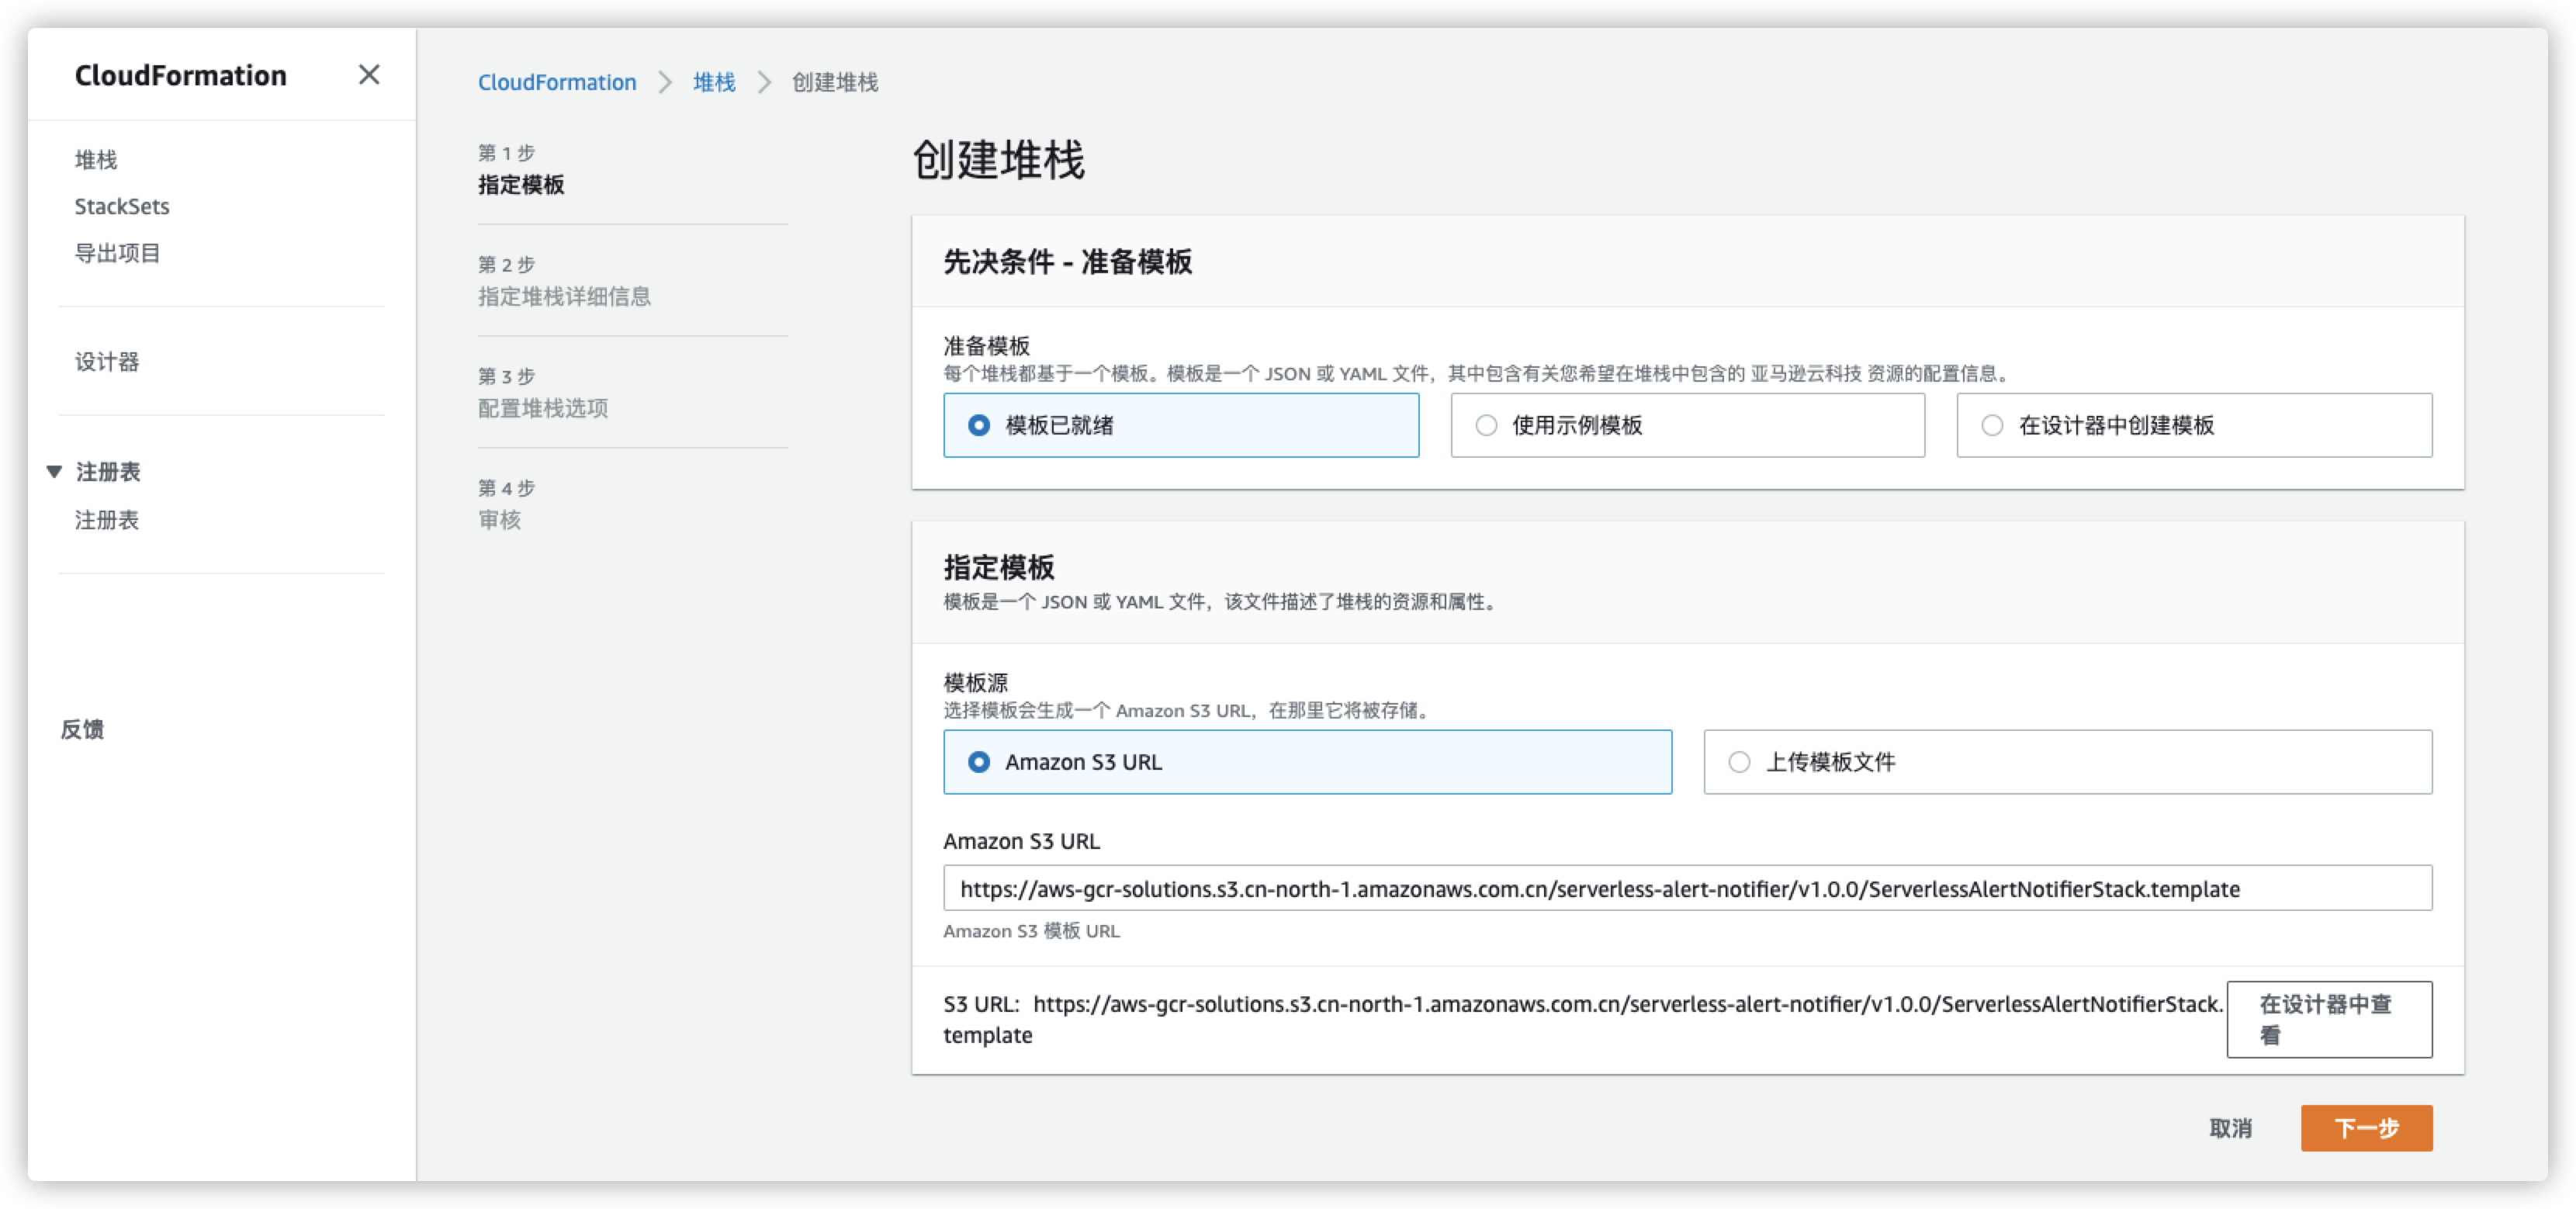 CloudFormation
堆栈
StackSets
导出项目
设计器
注册表
注册表
反馈
CloudFormation 堆栈 创建堆栈
第 1 步
指定模板
第 2 步
指定堆栈详细信息
第 3 步
配置堆栈选项
第 4 步
审核
创建堆栈
先决条件 - 准备模板
准备模板
每个堆栈都基于一个模板。模板是一个 JSON 或 YAML 文件，其中包含有关您希望在堆栈中包含的 亚马逊云科技 资源的配置信息。
模板已就绪 使用示例模板 在设计器中创建模板
指定模板
模板是一个 JSON 或 YAML 文件，该文件描述了堆栈的资源和属性。
模板源
选择模板会生成一个 Amazon S3 URL，在那里它将被存储。
Amazon S3 URL 上传模板文件
Amazon S3 URL
https://aws-gcr-solutions.s3.cn-north-1.amazonaws.com.cn/serverless-alert-notifier/v1.0.0/ServerlessAlertNotifierStack.template
Amazon S3 模板 URL
S3 URL: https://aws-gcr-solutions.s3.cn-north-1.amazonaws.com.cn/serverless-alert-notifier/v1.0.0/ServerlessAlertNotifierStack.
template
在设计器中查
看
取消 下一步